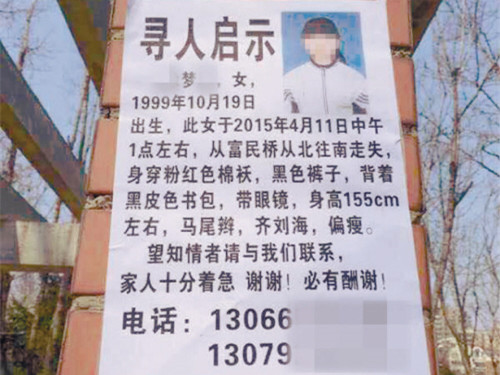 寻人启示
梦 ，女，
1999年10月19日
出生，此女于2015年4月11日中午
1点左右，从富民桥从北往南走失，
身穿粉红色棉袄，黑色裤子，背着
黑皮色书包，带眼镜，身高155cm
左右，马尾辫，齐刘海，偏瘦。
望知情者请与我们联系，
家人十分着急 谢谢！必有酬谢！
电话：13066
13079